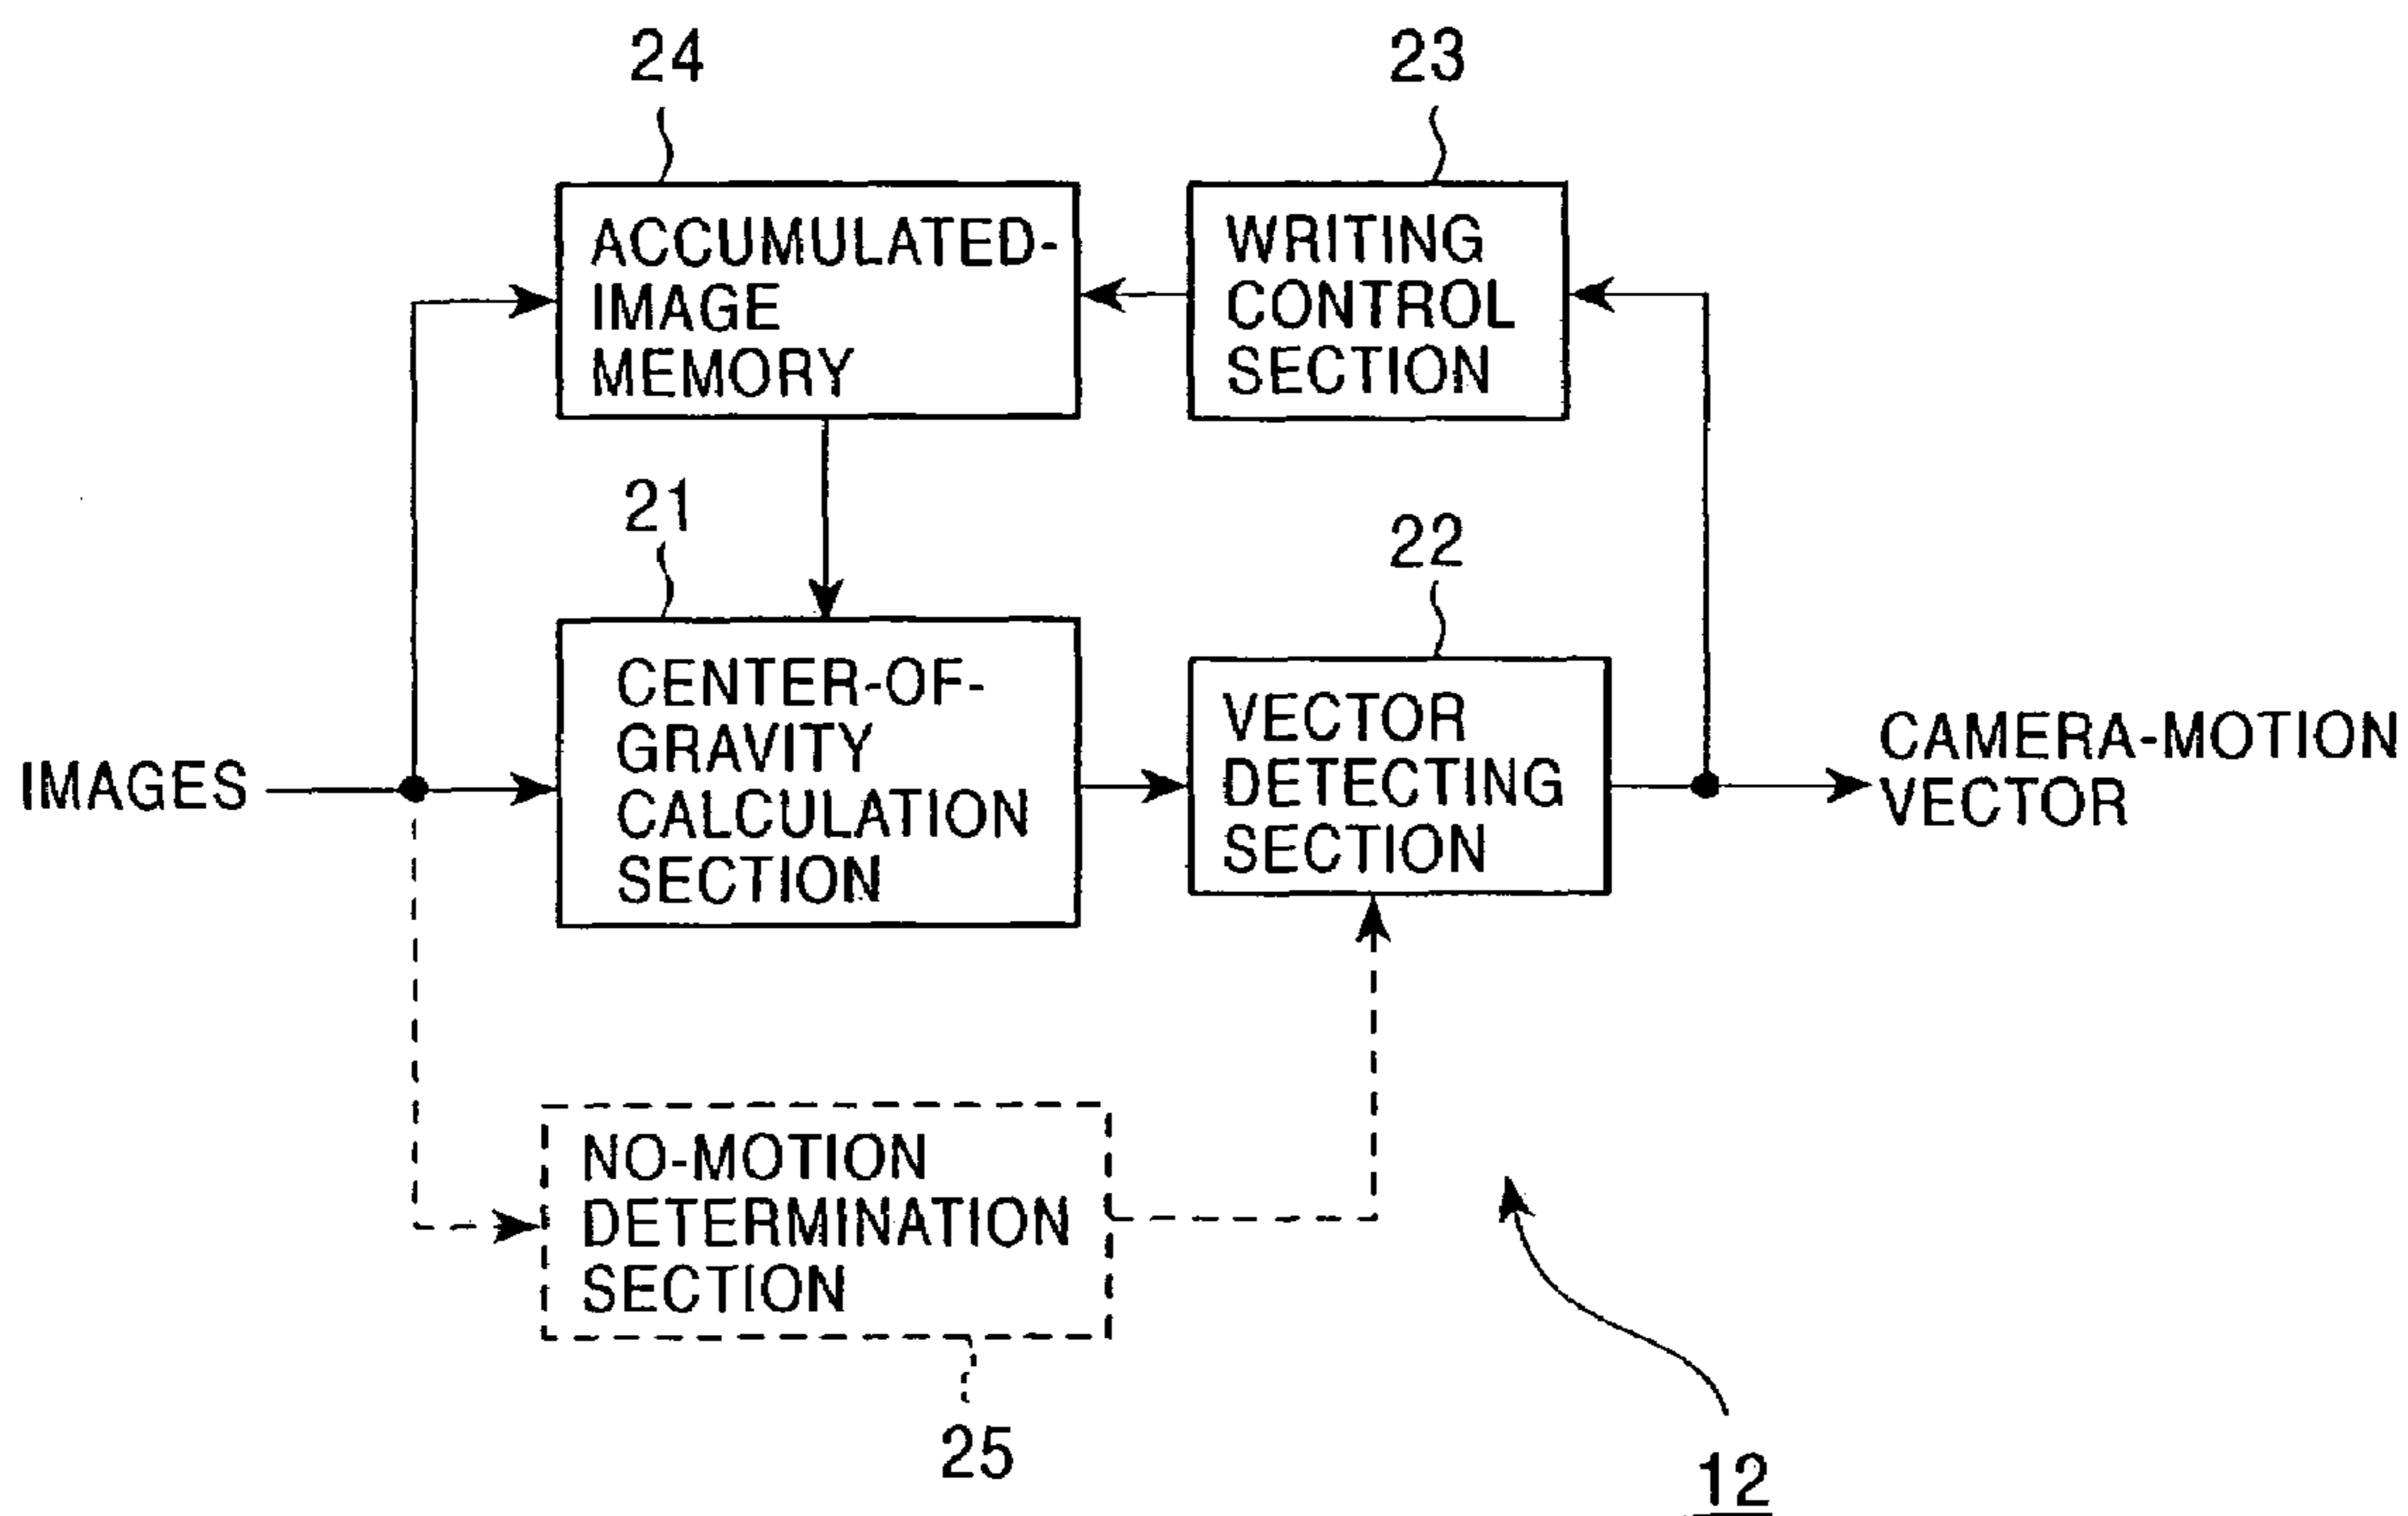 24
23
ACCUMULATED-
IMAGE
MEMORY
WRITING
CONTROL
SECTION
21
22
IMAGES
CENTER-OF-
GRAVITY
CALCULATION
SECTION
VECTOR
DETECTING
SECTION
CAMERA-MOTION
VECTOR
NO-MOTION
DETERMINATION
SECTION
25
12